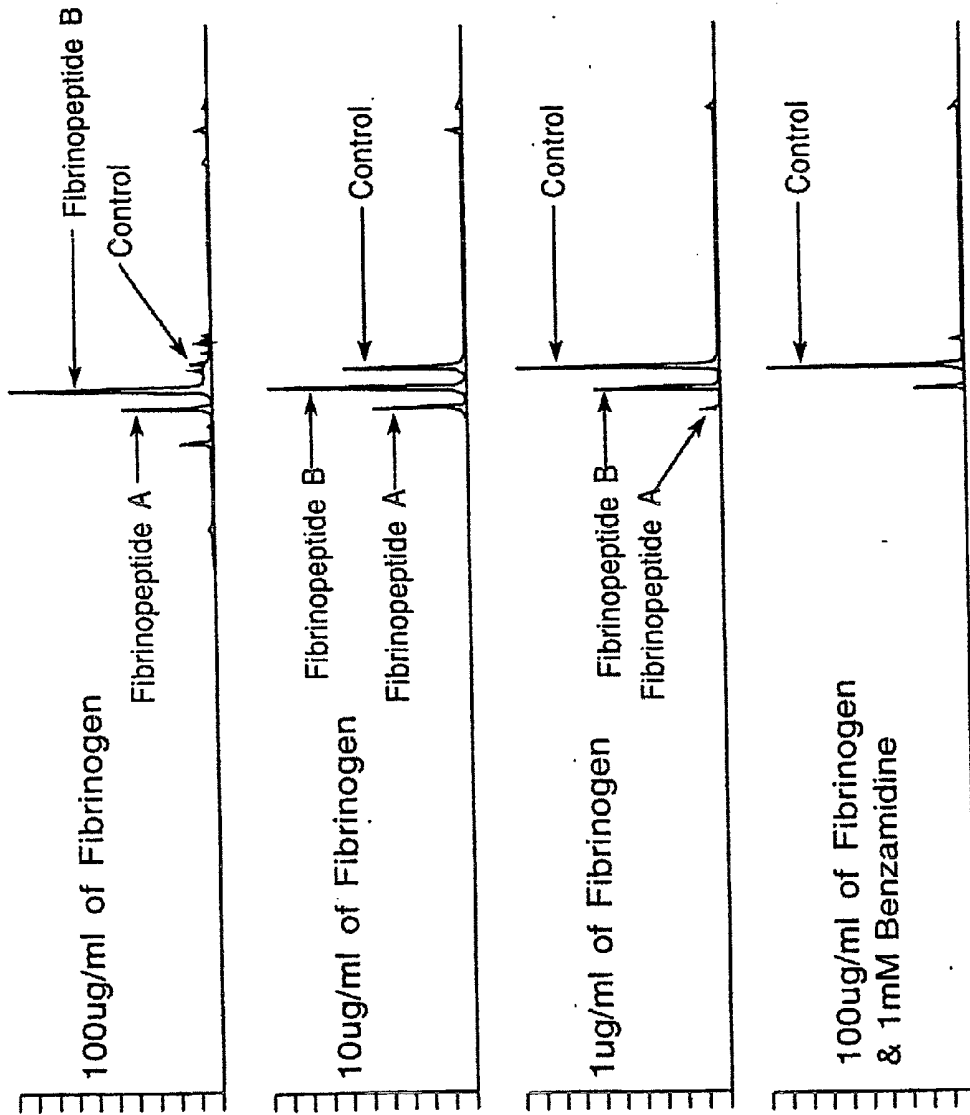 100ug/ml of Fibrinogen
Fibrinopeptide A
Fibrinopeptide B
Control
10ug/ml of Fibrinogen
Fibrinopeptide B
Fibrinopeptide A
Control
1ug/ml of Fibrinogen
Fibrinopeptide B
Fibrinopeptide A
Control
100ug/ml of Fibrinogen
& 1mM Benzamidine
Control